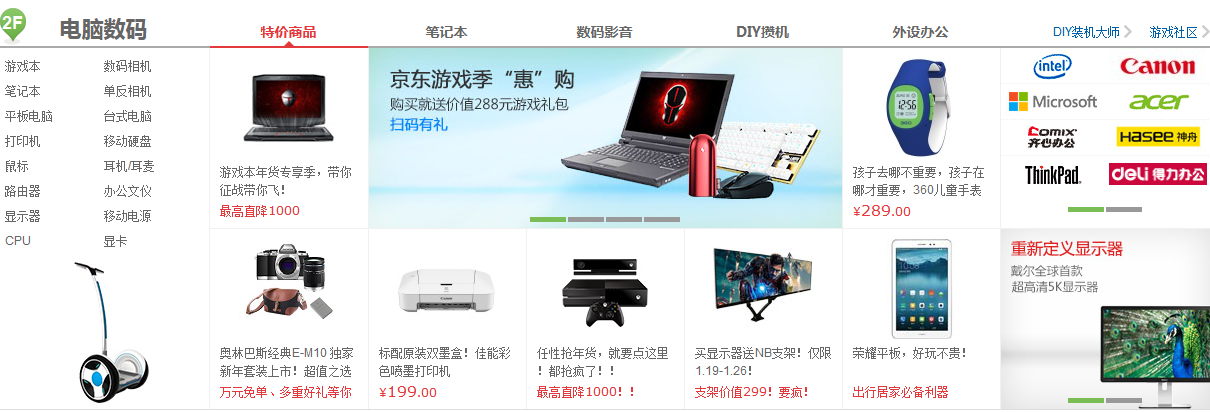 2F
电脑数码
特价商品
笔记本
数码影音
DIY攒机
外设办公
DIY装机大师
游戏社区
游戏本
数码相机
笔记本
单反相机
平板电脑
台式电脑
打印机
移动硬盘
鼠标
耳机/耳麦
路由器
办公文仪
显示器
移动电源
CPU
显卡
游戏本年货专享季，带你
征战带你飞！
最高直降1000
京东游戏季“惠”购
购买就送价值288元游戏礼包
扫码有礼
孩子去哪不重要，孩子在
哪才重要，360儿童手表
¥289.00
intel
Canon
Microsoft
acer
COMIX
齐心办公
HASEE 神舟
ThinkPad
deli 得力办公
奥林巴斯经典E-M10 独家
新年套装上市！超值之选
万元免单、多重好礼等你
标配原装双墨盒！佳能彩
色喷墨打印机
¥199.00
任性抢年货，就要点这里
！都抢疯了！！
最高直降1000！！
买显示器送NB支架！仅限
1.19-1.26！
支架价值299！要疯！
荣耀平板，好玩不贵！
出行居家必备利器
重新定义显示器
戴尔全球首款
超高清5K显示器